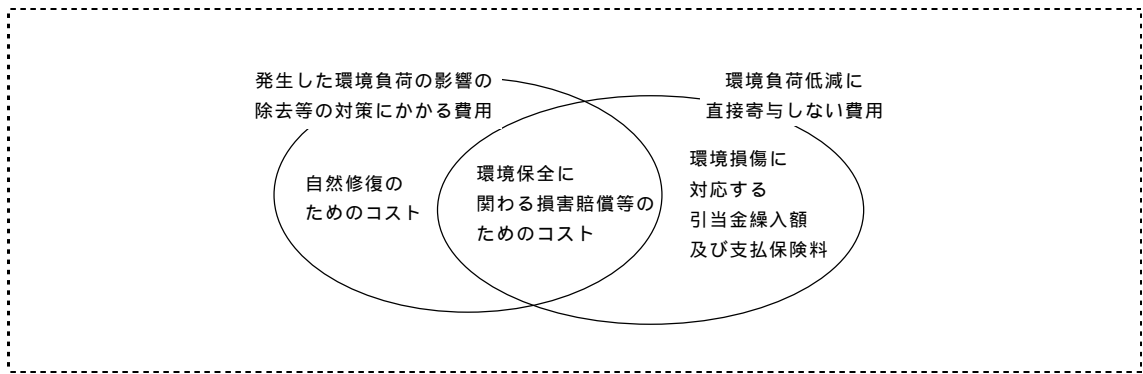 発生した環境負荷の影響の
除去等の対策にかかる費用
環境負荷低減に
直接寄与しない費用
自然修復の
ためのコスト
環境保全に
関わる損害賠償等の
ためのコスト
環境損傷に
対応する
引当金繰入額
及び支払保険料